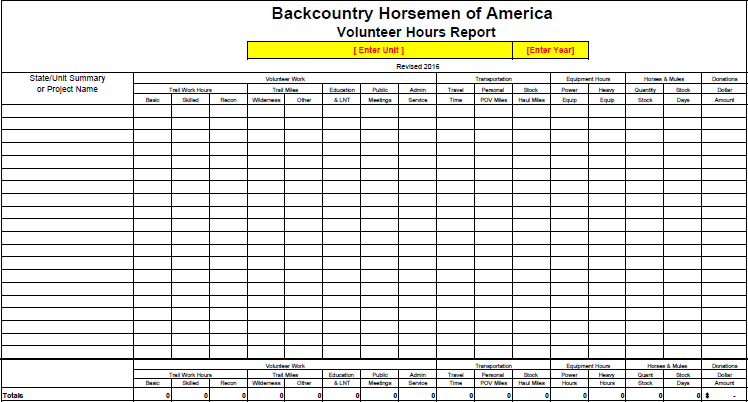 Backcountry Horsemen of America
Volunteer Hours Report
[ Enter Unit ] [Enter Year]
Revised 2016
State/Unit Summary Volunteer Work Transportation Equipment Hours Horses & Mules Donations
or Project Name Trail Work Hours Trail Miles Education Public Admin Travel Personal Stock Power Heavy Quantity Stock Dollar
Basic Skilled Recon Wilderness Other & LNT Meetings Service Time POV Miles Haul Miles Equip Equip Stock Days Amount
Volunteer Work Transportation Equipment Hours Horses & Mules Donations
Trail Work Hours Trail Miles Education Public Admin Travel Personal Stock Power Heavy Quant Stock Dollar
Basic Skilled Recon Wilderness Other & LNT Meetings Service Time POV Miles Haul Miles Hours Hours Stock Days Amount
Totals 0 0 0 0 0 0 0 0 0 0 0 0 0 0 0 $ -